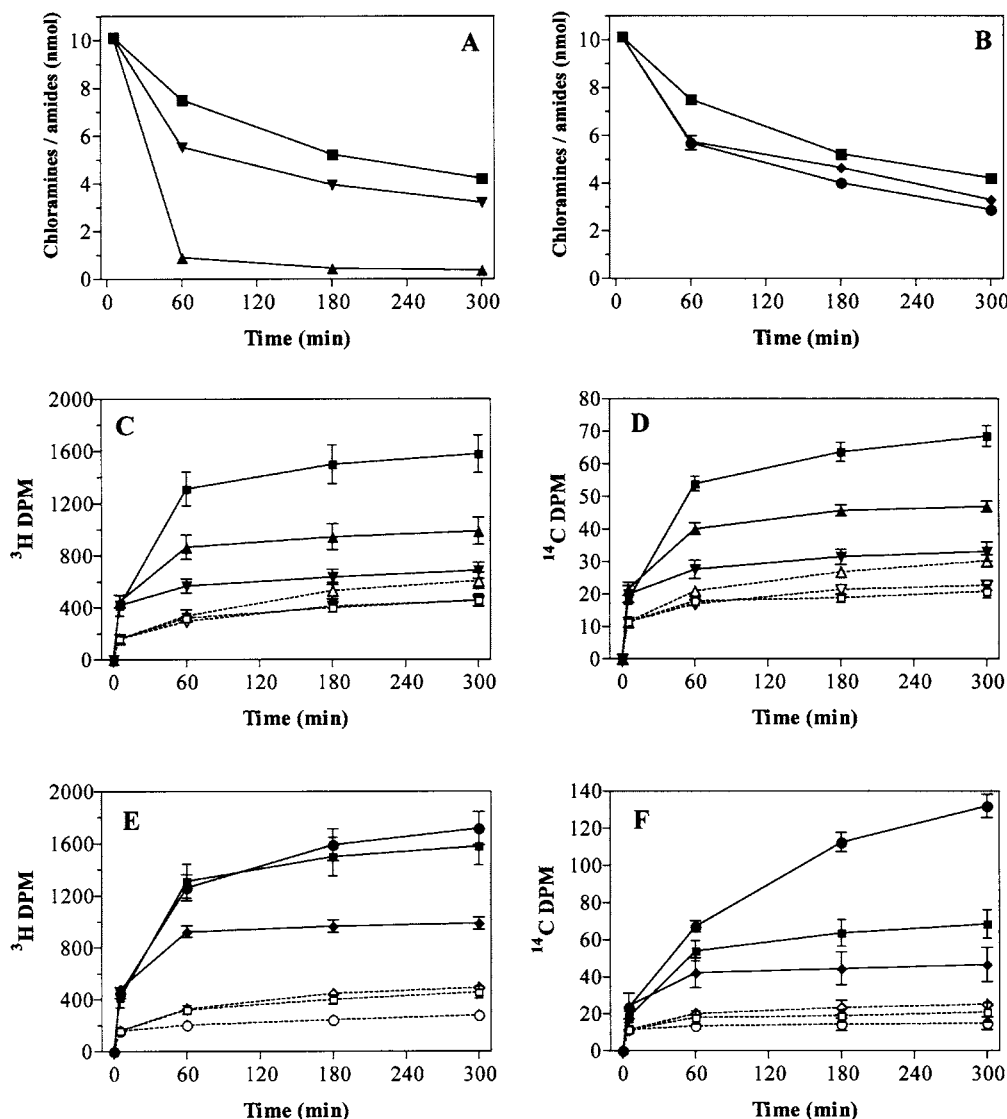 A
Chloramines / amides (nmol)
10
8
6
4
2
0
0 60 120 180 240 300
Time (min)
B
Chloramines / amides (nmol)
10
8
6
4
2
0
0 60 120 180 240 300
Time (min)
C
³H DPM
2000
1600
1200
800
400
0
0 60 120 180 240 300
Time (min)
D
¹⁴C DPM
80
70
60
50
40
30
20
10
0
0 60 120 180 240 300
Time (min)
E
³H DPM
2000
1600
1200
800
400
0
0 60 120 180 240 300
Time (min)
F
¹⁴C DPM
140
120
100
80
60
40
20
0
0 60 120 180 240 300
Time (min)